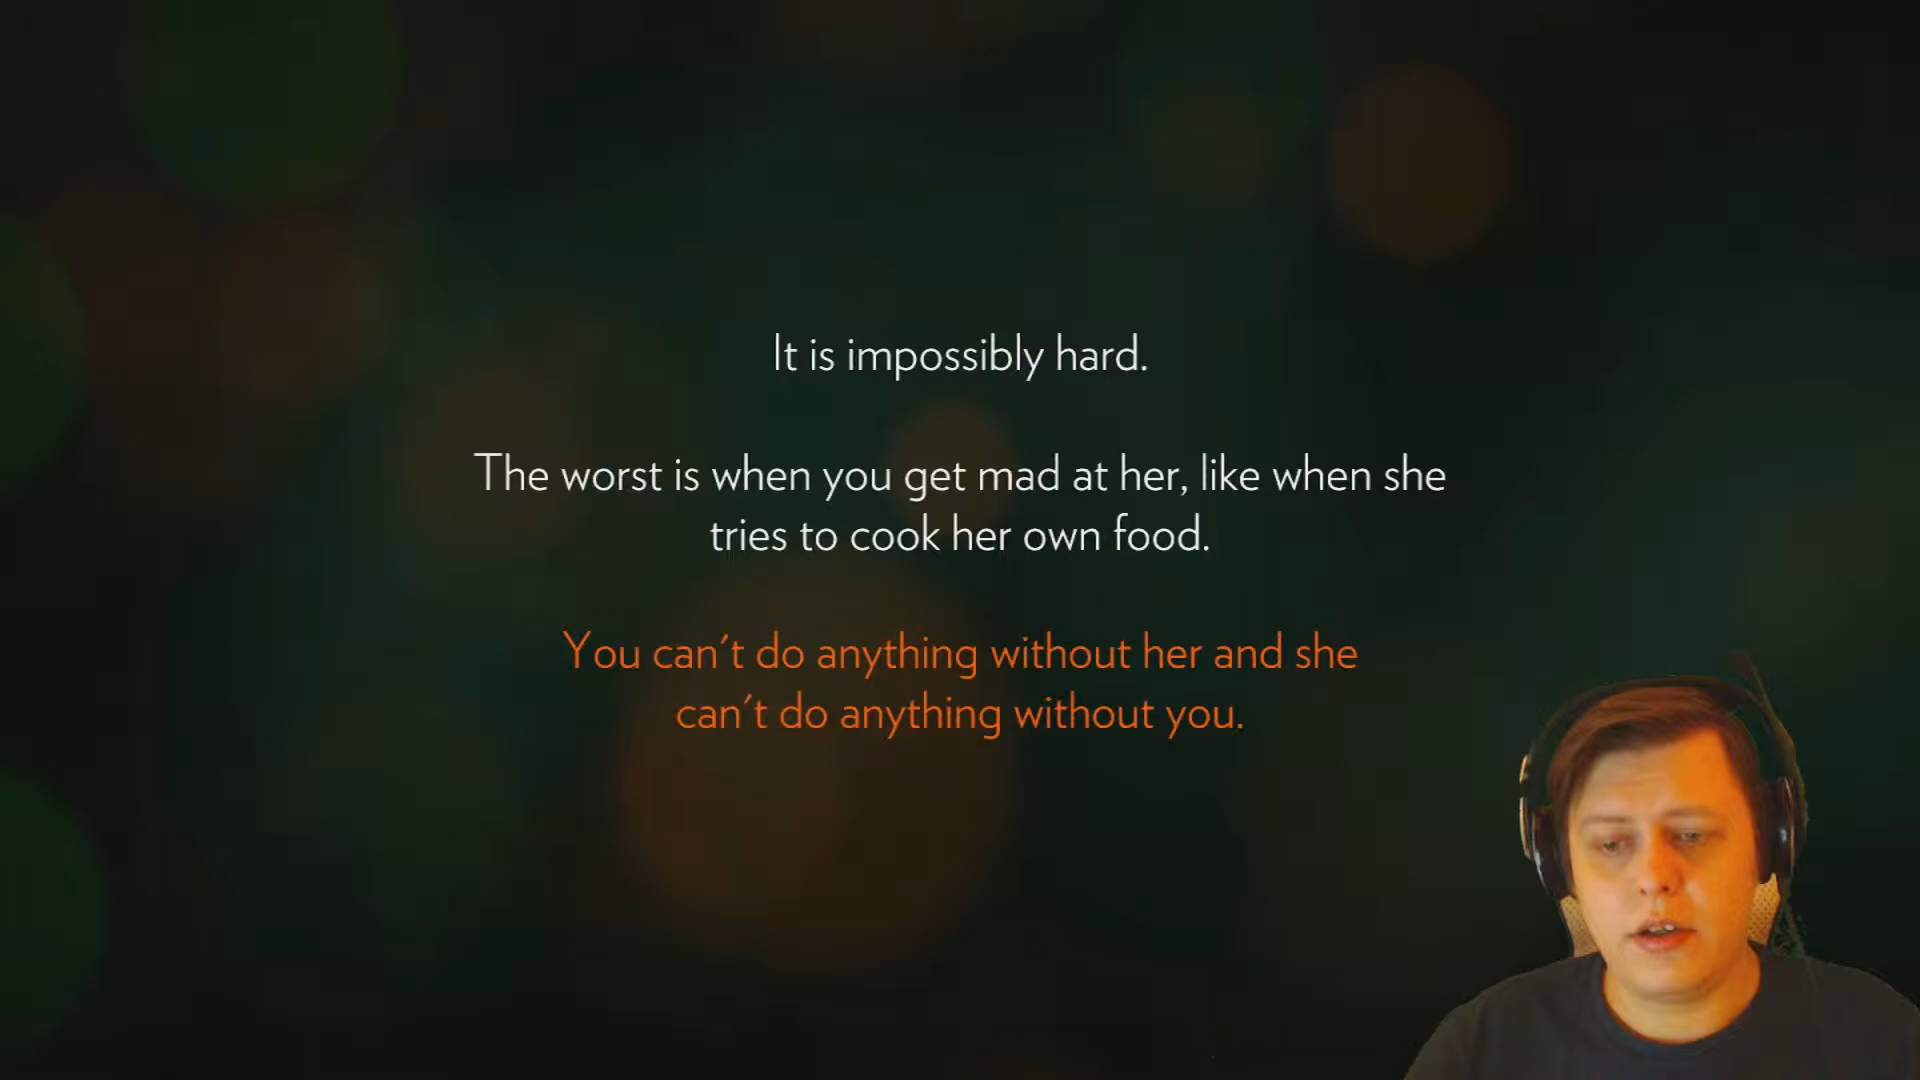 It is impossibly hard.
The worst is when you get mad at her, like when she
tries to cook her own food.
You can't do anything without her and she
can't do anything without you.